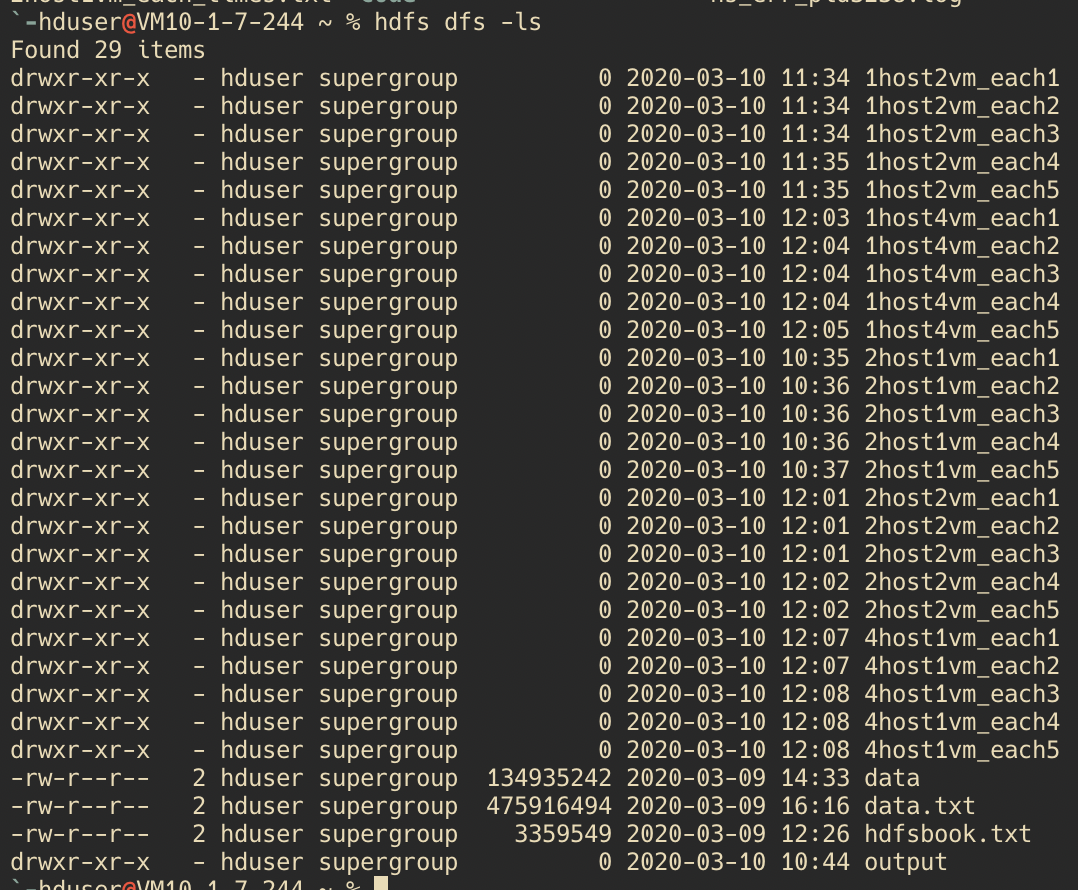 `-hduser@VM10-1-7-244 ~ % hdfs dfs -ls
Found 29 items
drwxr-xr-x   - hduser supergroup          0 2020-03-10 11:34 1host2vm_each1
drwxr-xr-x   - hduser supergroup          0 2020-03-10 11:34 1host2vm_each2
drwxr-xr-x   - hduser supergroup          0 2020-03-10 11:34 1host2vm_each3
drwxr-xr-x   - hduser supergroup          0 2020-03-10 11:35 1host2vm_each4
drwxr-xr-x   - hduser supergroup          0 2020-03-10 11:35 1host2vm_each5
drwxr-xr-x   - hduser supergroup          0 2020-03-10 12:03 1host4vm_each1
drwxr-xr-x   - hduser supergroup          0 2020-03-10 12:04 1host4vm_each2
drwxr-xr-x   - hduser supergroup          0 2020-03-10 12:04 1host4vm_each3
drwxr-xr-x   - hduser supergroup          0 2020-03-10 12:04 1host4vm_each4
drwxr-xr-x   - hduser supergroup          0 2020-03-10 12:05 1host4vm_each5
drwxr-xr-x   - hduser supergroup          0 2020-03-10 10:35 2host1vm_each1
drwxr-xr-x   - hduser supergroup          0 2020-03-10 10:36 2host1vm_each2
drwxr-xr-x   - hduser supergroup          0 2020-03-10 10:36 2host1vm_each3
drwxr-xr-x   - hduser supergroup          0 2020-03-10 10:36 2host1vm_each4
drwxr-xr-x   - hduser supergroup          0 2020-03-10 10:37 2host1vm_each5
drwxr-xr-x   - hduser supergroup          0 2020-03-10 12:01 2host2vm_each1
drwxr-xr-x   - hduser supergroup          0 2020-03-10 12:01 2host2vm_each2
drwxr-xr-x   - hduser supergroup          0 2020-03-10 12:01 2host2vm_each3
drwxr-xr-x   - hduser supergroup          0 2020-03-10 12:02 2host2vm_each4
drwxr-xr-x   - hduser supergroup          0 2020-03-10 12:02 2host2vm_each5
drwxr-xr-x   - hduser supergroup          0 2020-03-10 12:07 4host1vm_each1
drwxr-xr-x   - hduser supergroup          0 2020-03-10 12:07 4host1vm_each2
drwxr-xr-x   - hduser supergroup          0 2020-03-10 12:08 4host1vm_each3
drwxr-xr-x   - hduser supergroup          0 2020-03-10 12:08 4host1vm_each4
drwxr-xr-x   - hduser supergroup          0 2020-03-10 12:08 4host1vm_each5
-rw-r--r--   2 hduser supergroup  134935242 2020-03-09 14:33 data
-rw-r--r--   2 hduser supergroup  475916494 2020-03-09 16:16 data.txt
-rw-r--r--   2 hduser supergroup    3359549 2020-03-09 12:26 hdfsbook.txt
drwxr-xr-x   - hduser supergroup          0 2020-03-10 10:44 output
`-hduser@VM10-1-7-244 ~ %